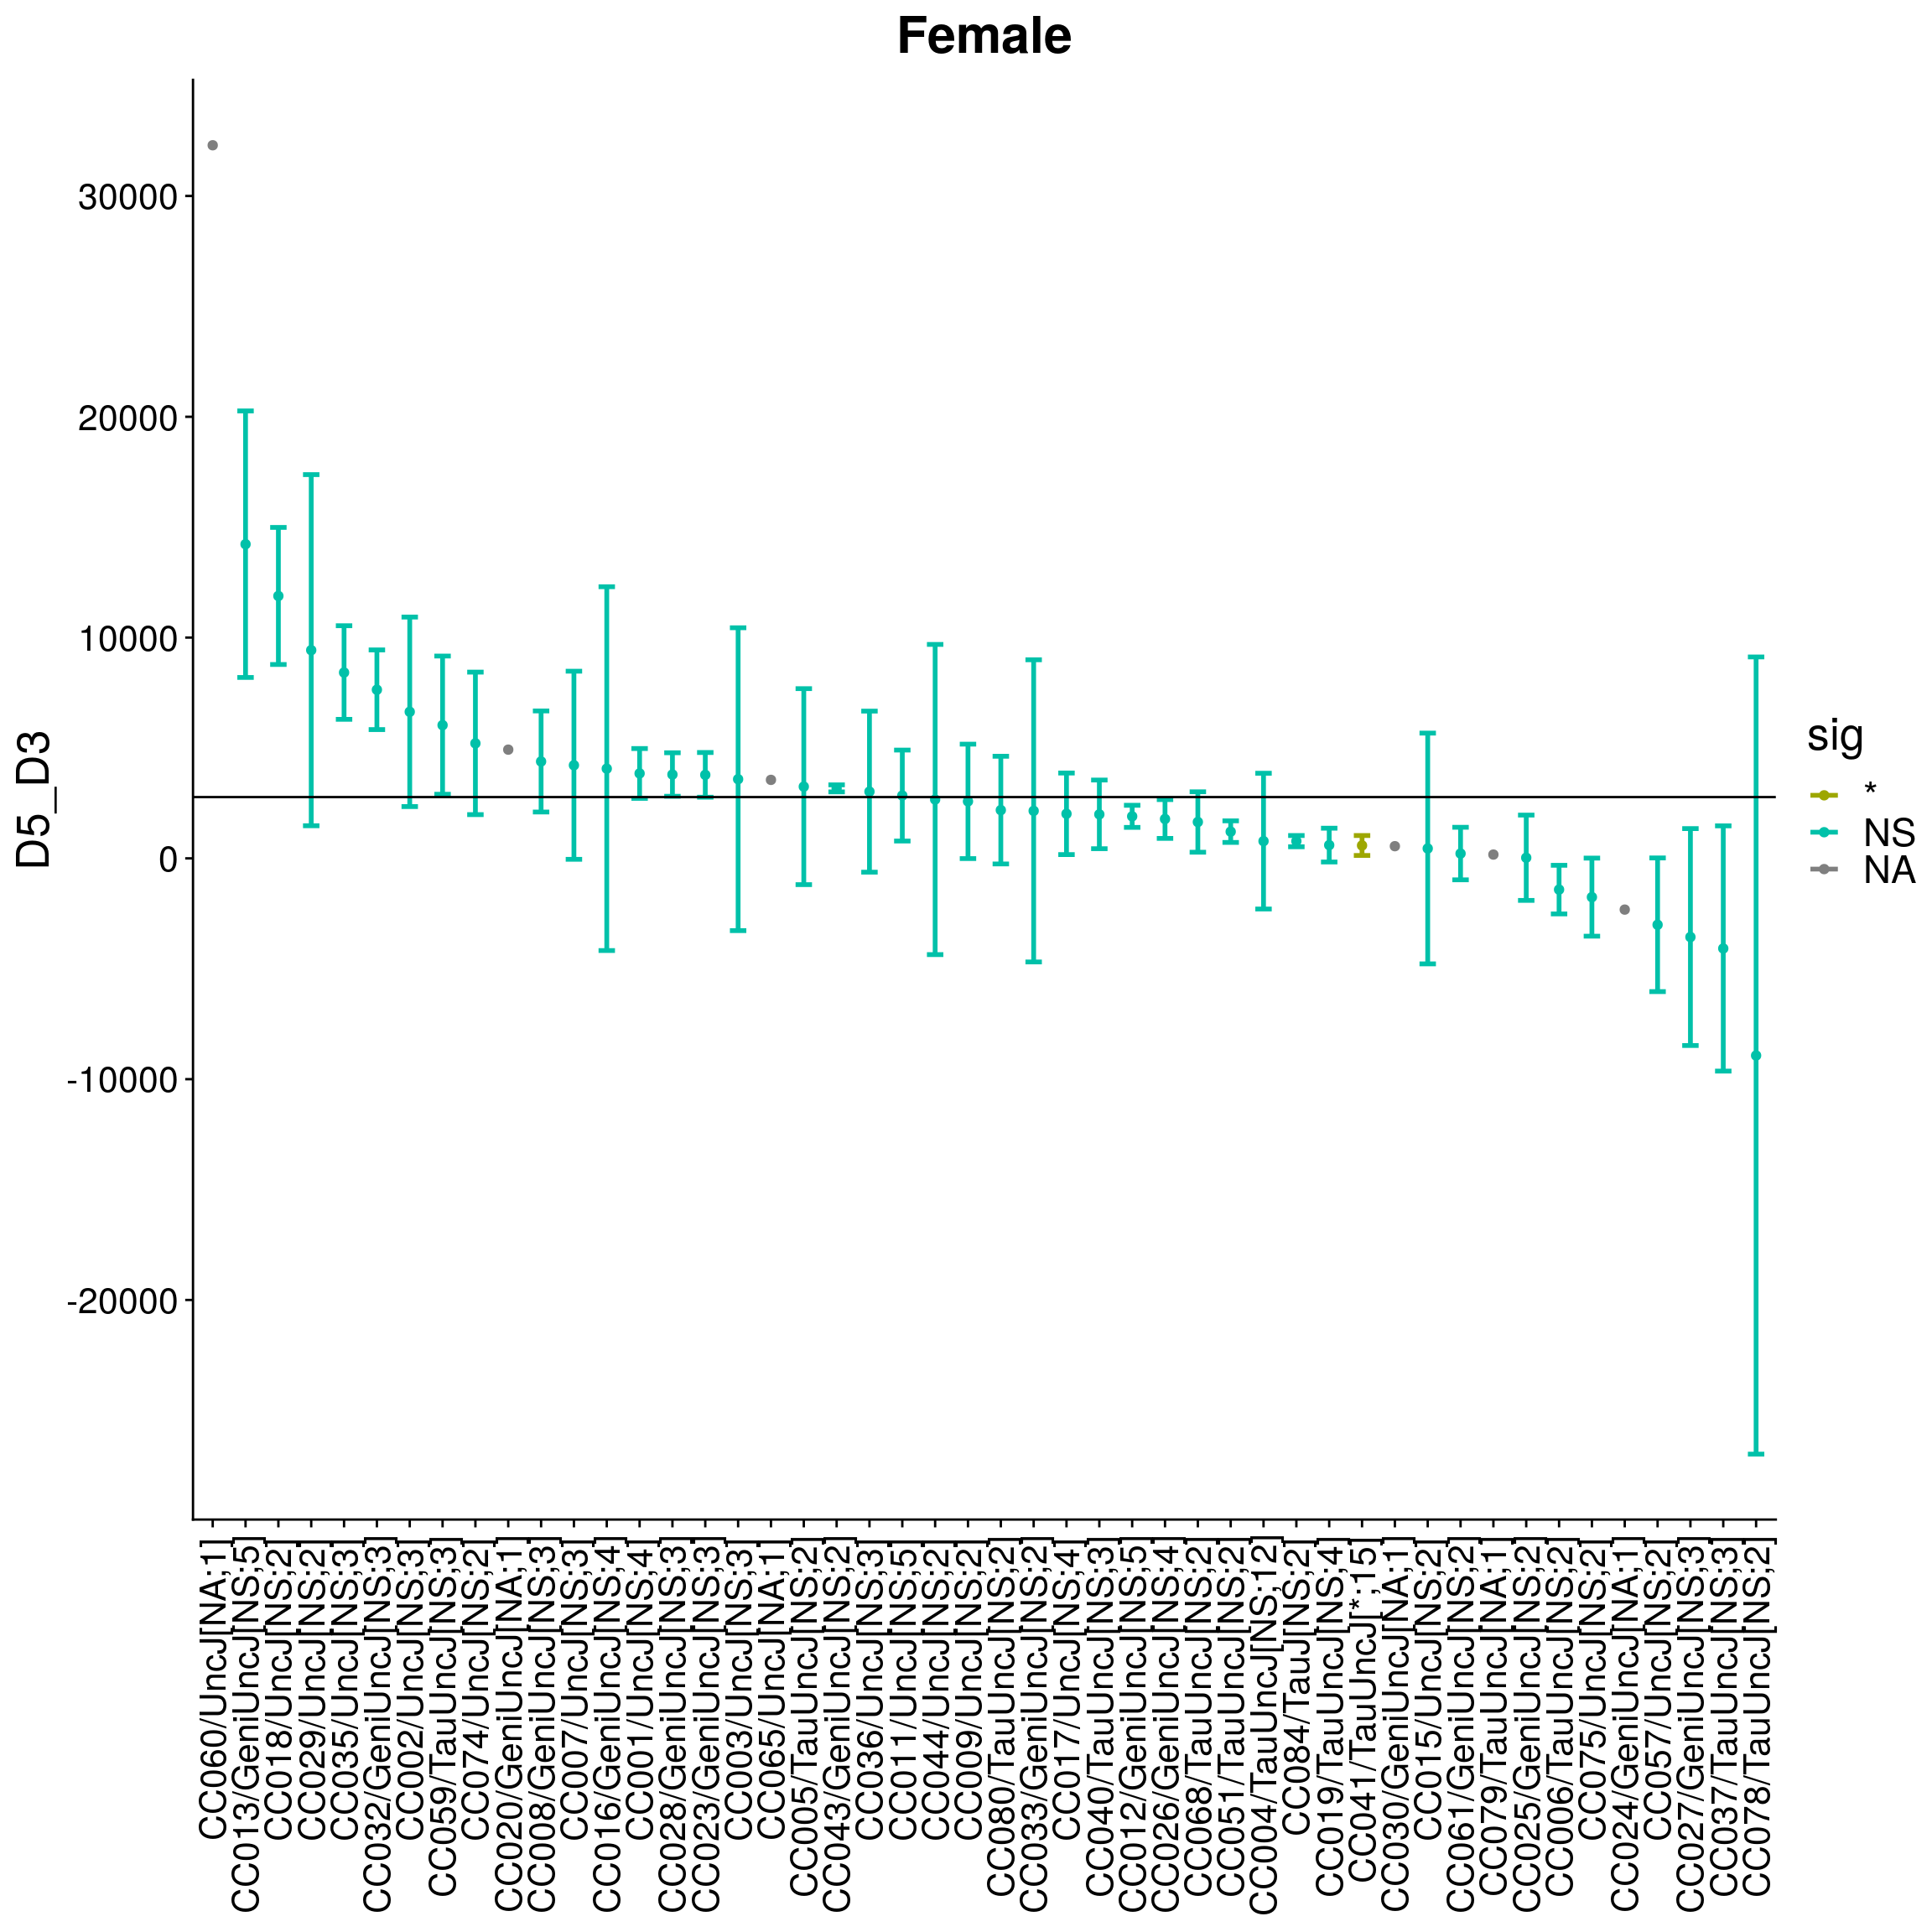 Female
D5_D3
30000
20000
10000
0
-10000
-20000
CC060/UncJ[NA;1]
CC013/GeniUncJ[NS;5]
CC018/UncJ[NS;2]
CC029/UncJ[NS;2]
CC035/UncJ[NS;3]
CC032/GeniUncJ[NS;3]
CC002/UncJ[NS;3]
CC059/TauUncJ[NS;3]
CC074/UncJ[NS;2]
CC020/GeniUncJ[NA;1]
CC008/GeniUncJ[NS;3]
CC007/UncJ[NS;3]
CC016/GeniUncJ[NS;4]
CC001/UncJ[NS;4]
CC028/GeniUncJ[NS;3]
CC023/GeniUncJ[NS;3]
CC003/UncJ[NS;3]
CC065/UncJ[NA;1]
CC005/TauUncJ[NS;2]
CC043/GeniUncJ[NS;2]
CC036/UncJ[NS;3]
CC011/UncJ[NS;5]
CC044/UncJ[NS;2]
CC009/UncJ[NS;2]
CC080/TauUncJ[NS;2]
CC033/GeniUncJ[NS;2]
CC017/UncJ[NS;4]
CC040/TauUncJ[NS;3]
CC012/GeniUncJ[NS;5]
CC026/GeniUncJ[NS;4]
CC068/TauUncJ[NS;2]
CC051/TauUncJ[NS;2]
CC004/TauUncJ[NS;12]
CC084/TauJ[NS;2]
CC019/TauUncJ[NS;4]
CC041/TauUncJ[*;15]
CC030/GeniUncJ[NA;1]
CC015/UncJ[NS;2]
CC061/GeniUncJ[NS;2]
CC079/TauUncJ[NA;1]
CC025/GeniUncJ[NS;2]
CC006/TauUncJ[NS;2]
CC075/UncJ[NS;2]
CC024/GeniUncJ[NA;1]
CC057/UncJ[NS;2]
CC027/GeniUncJ[NS;3]
CC037/TauUncJ[NS;3]
CC078/TauUncJ[NS;2]
sig
*
NS
NA